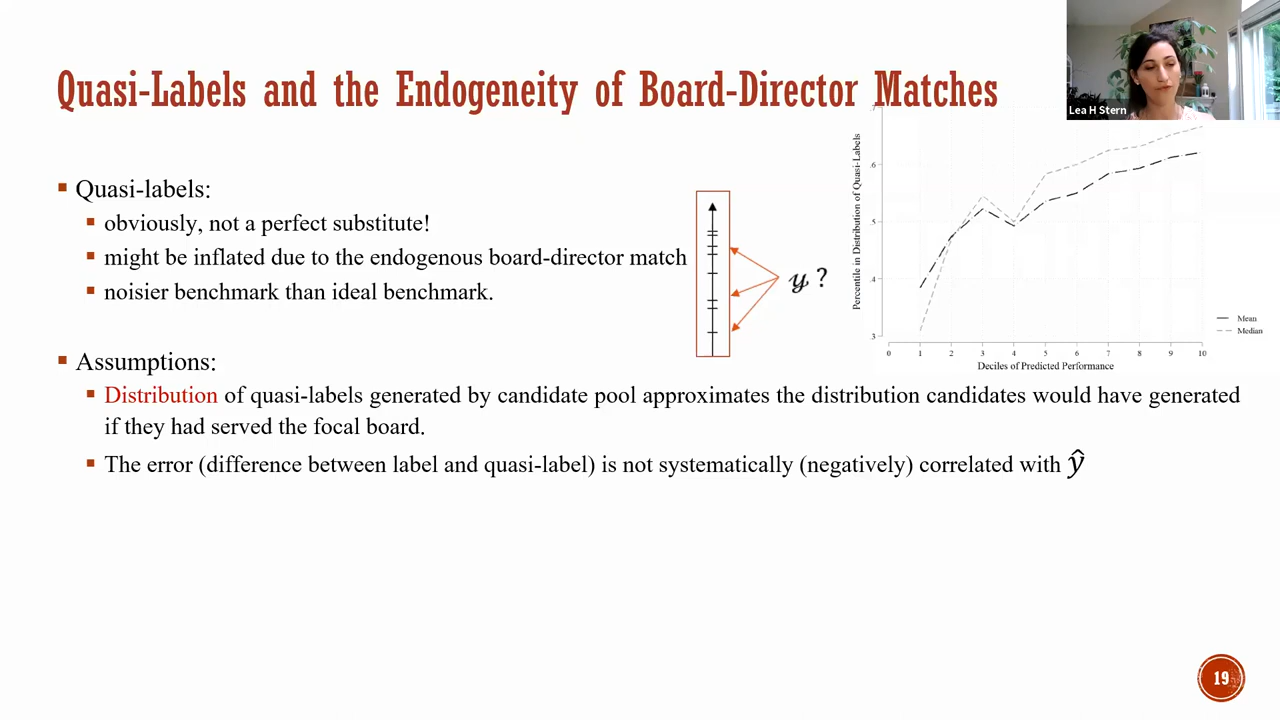 Quasi-Labels and the Endogeneity of Board-Director Matches
Lea H Stern
Quasi-labels:
obviously, not a perfect substitute!
might be inflated due to the endogenous board-director match
noisier benchmark than ideal benchmark.
y ?
Percentile in Distribution of Quasi-Labels
.7
.6
.5
.4
.3
0 1 2 3 4 5 6 7 8 9 10
Deciles of Predicted Performance
Mean
Median
Assumptions:
Distribution of quasi-labels generated by candidate pool approximates the distribution candidates would have generated
if they had served the focal board.
The error (difference between label and quasi-label) is not systematically (negatively) correlated with ŷ
19